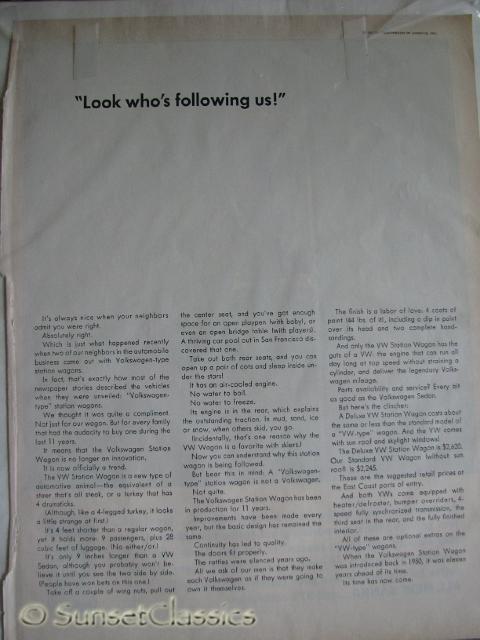 "Look who's following us!"
It's always nice when your neighbors
admit you were right.
Absolutely right.
Which is just what happened recently
when two of our neighbors in the automobile
business came out with Volkswagen-type
station wagons.
In fact, that's exactly how most of the
newspaper stories described the vehicles
when they were unveiled: "Volkswagen-
type" station wagons.
We thought it was quite a compliment.
Not just for our wagon. But for every family
that had the audacity to buy one during the
last 11 years.
It means that the Volkswagen Station
Wagon is no longer an innovation.
It is now officially a trend.
The VW Station Wagon is a new type of
automotive animal—the equivalent of a
steer that's all steak, or a turkey that has
4 drumsticks.
(Although, like a 4-legged turkey, it looks
a little strange at first.)
It's 4 feet shorter than a regular wagon,
yet it holds more: 9 passengers, plus 28
cubic feet of luggage. This either/or!
It's only 9 inches longer than a VW
Sedan, although you probably won't be-
lieve it until you see the two side by side.
(People have won bets on this one.)
Take off a couple of wing nuts, pull out
the center seat, and you've got enough
space for an open playpen (with baby), or
even an open bridge table (with players).
A thriving car pool out in San Francisco dis-
covered that one.
Take out both rear seats, and you can
open up a pair of cots and sleep inside un-
der the stars!
It has an air-cooled engine.
No water to boil.
No water to freeze.
Its engine is in the rear, which explains
the outstanding traction. In mud, sand, ice
or snow, when others skid, you go.
(Incidentally, that's one reason why the
VW Wagon is a favorite with skiers.)
Now you can understand why this station
wagon is being followed.
But bear this in mind: A "Volkswagen-
type" station wagon is not a Volkswagen.
Not quite.
The Volkswagen Station Wagon has been
in production for 11 years.
Improvements have been made every
year, but the basic design has remained the
same.
Continuity has led to quality.
The doors fit properly.
The rattles were silenced years ago.
All we ask of our men is that they make
each Volkswagen as if they were going to
own it themselves.
The finish is a labor of love. 4 coats of
paint (44 lbs. of it), including a dip in paint
over its head and two complete hand-
sandings.
And only the VW Station Wagon has the
guts of a VW: the engine that can run all
day long at top speed without straining a
cylinder, and deliver the legendary Volks-
wagen mileage.
Parts availability and service? Every bit
as good as the Volkswagen Sedan.
But here's the clincher:
A Deluxe VW Station Wagon costs about
the same or less than the standard model of
a "VW-type" wagon. And the VW comes
with sun roof and skylight windows!
The Deluxe VW Station Wagon is $2,620.
Our Standard VW Wagon (without sun
roof) is $2,245.
These are the suggested retail prices at
the East Coast ports of entry.
And both VWs come equipped with
heater/defroster, bumper overriders, 4-
speed fully synchronized transmission, the
third seat in the rear, and the fully finished
interior.
All of these are optional extras on the
"VW-type" wagons.
When the Volkswagen Station Wagon
was introduced back in 1950, it was eleven
years ahead of its time.
Its time has now come.
© SunsetClassics